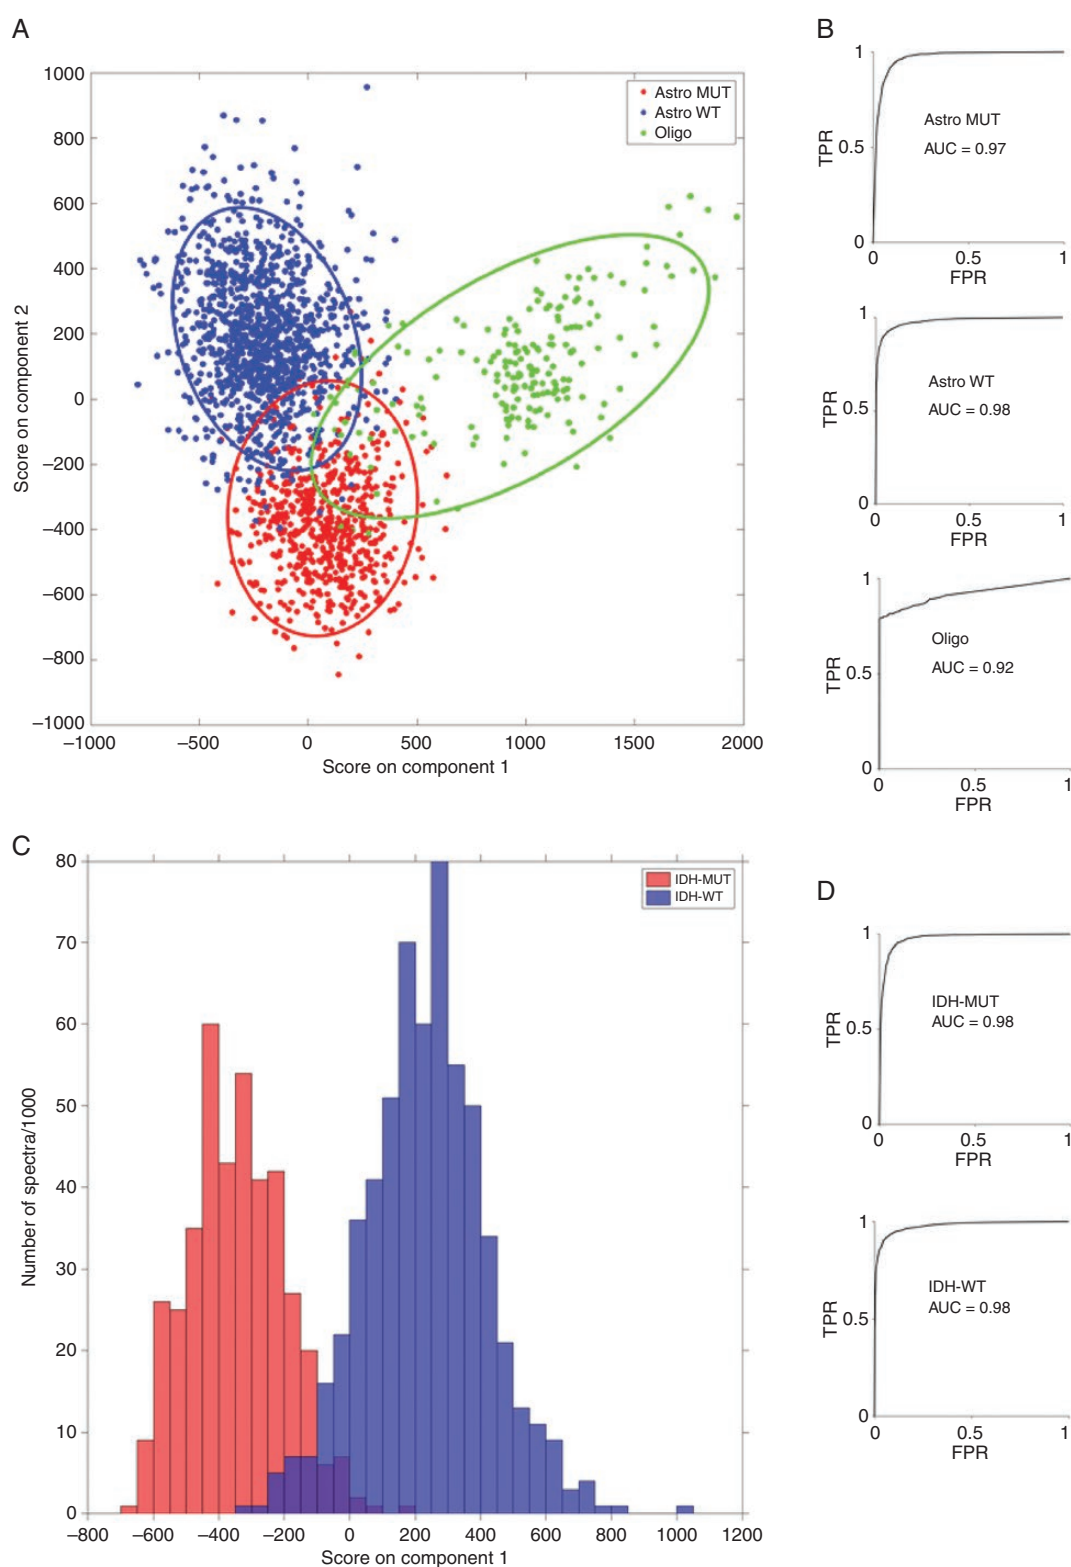 A
1000
800
600
400
200
0
−200
−400
−600
−800
−1000
Score on component 2
−1000 −500 0 500 1000 1500 2000
Score on component 1
Astro MUT
Astro WT
Oligo
B
1
0.5
0
TPR
Astro MUT
AUC = 0.97
0 0.5 1
FPR
1
0.5
0
TPR
Astro WT
AUC = 0.98
0 0.5 1
FPR
1
0.5
0
TPR
Oligo
AUC = 0.92
0 0.5 1
FPR
C
80
70
60
50
40
30
20
10
0
Number of spectra/1000
−800 −600 −400 −200 0 200 400 600 800 1000 1200
Score on component 1
IDH-MUT
IDH-WT
D
1
0.5
0
TPR
IDH-MUT
AUC = 0.98
0 0.5 1
FPR
1
0.5
0
TPR
IDH-WT
AUC = 0.98
0 0.5 1
FPR